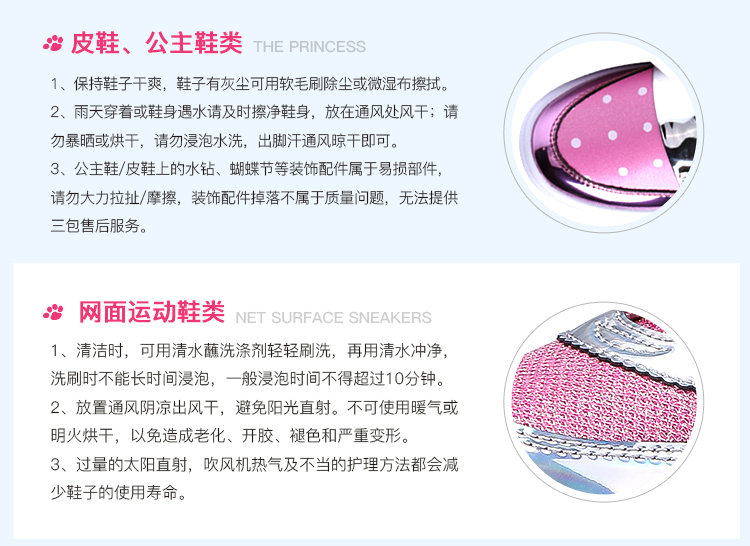 皮鞋、公主鞋类 THE PRINCESS
1、保持鞋子干爽，鞋子有灰尘可用软毛刷除尘或微湿布擦拭。
2、雨天穿着或鞋身遇水请及时擦净鞋身，放在通风处风干；请
勿暴晒或烘干，请勿浸泡水洗，出脚汗通风晾干即可。
3、公主鞋/皮鞋上的水钻、蝴蝶节等装饰配件属于易损部件，
请勿大力拉扯/摩擦，装饰配件掉落不属于质量问题，无法提供
三包售后服务。
网面运动鞋类 NET SURFACE SNEAKERS
1、清洁时，可用清水蘸洗涤剂轻轻刷洗，再用清水冲净，
洗刷时不能长时间浸泡，一般浸泡时间不得超过10分钟。
2、放置通风阴凉出风干，避免阳光直射。不可使用暖气或
明火烘干，以免造成老化、开胶、褪色和严重变形。
3、过量的太阳直射，吹风机热气及不当的护理方法都会减
少鞋子的使用寿命。